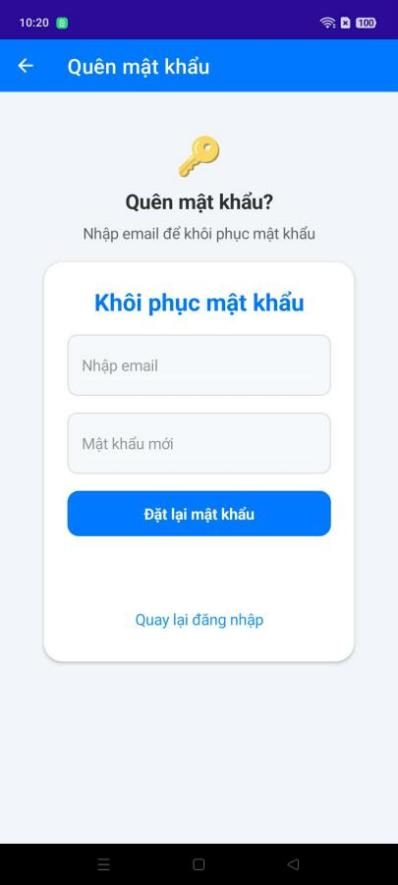 10:20
100
Quên mật khẩu
Quên mật khẩu?
Nhập email để khôi phục mật khẩu
Khôi phục mật khẩu
Nhập email
Mật khẩu mới
Đặt lại mật khẩu
Quay lại đăng nhập